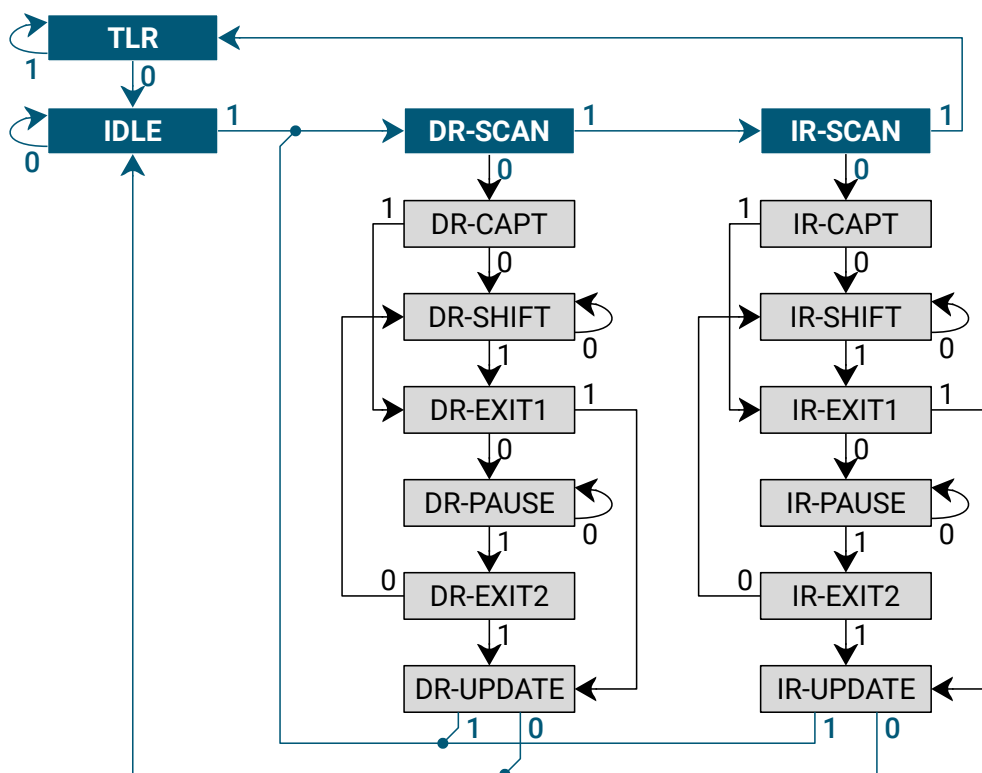 TLR
1
0
IDLE
1
0
DR-SCAN
1
IR-SCAN
1
0
0
1
DR-CAPT
1
IR-CAPT
0
0
DR-SHIFT
0
IR-SHIFT
0
1
1
DR-EXIT1
1
IR-EXIT1
1
0
0
DR-PAUSE
0
IR-PAUSE
0
1
1
0
DR-EXIT2
0
IR-EXIT2
1
1
DR-UPDATE
IR-UPDATE
1
0
1
0